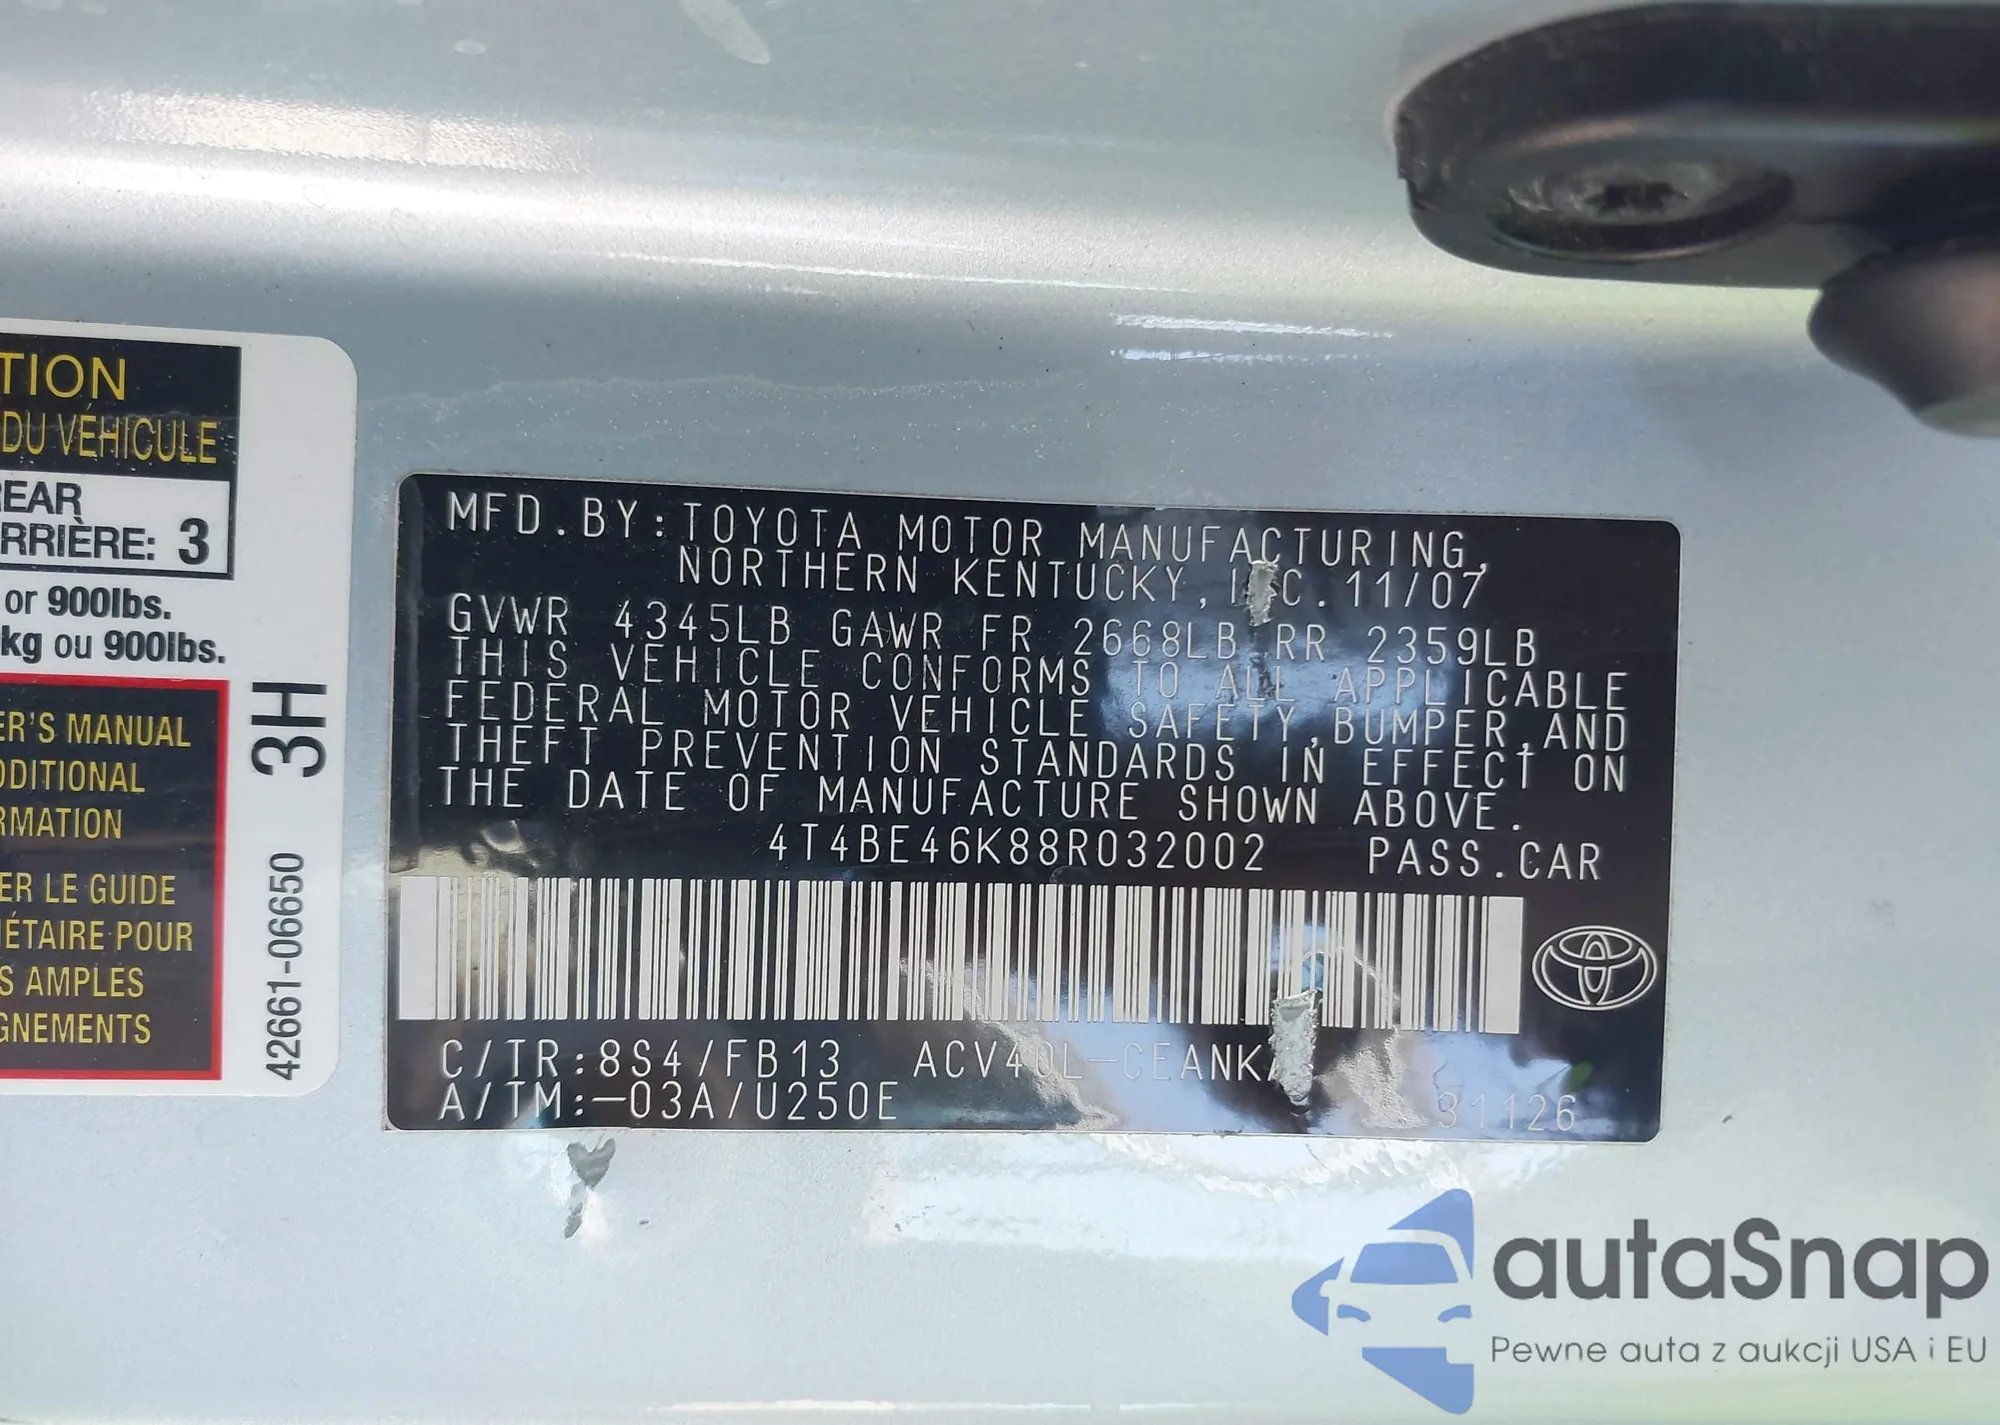 TION
DU VÉHICULE
REAR
ARRIÈRE: 3
or 900lbs.
kg ou 900lbs.
ER'S MANUAL
DDITIONAL
RMATION
ER LE GUIDE
IÉTAIRE POUR
S AMPLES
GNEMENTS
3H
42661-06650
MFD.BY:TOYOTA MOTOR MANUFACTURING,
NORTHERN KENTUCKY, INC. 11/07
GVWR 4345LB GAWR FR 2668LB RR 2359LB
THIS VEHICLE CONFORMS TO ALL APPLICABLE
FEDERAL MOTOR VEHICLE SAFETY,BUMPER,AND
THEFT PREVENTION STANDARDS IN EFFECT ON
THE DATE OF MANUFACTURE SHOWN ABOVE.
4T4BE46K88R032002 PASS.CAR
C/TR:8S4/FB13 ACV40L-CEANKA
A/TM:-03A/U250E 31126
autaSnap
Pewne auta z aukcji USA i EU